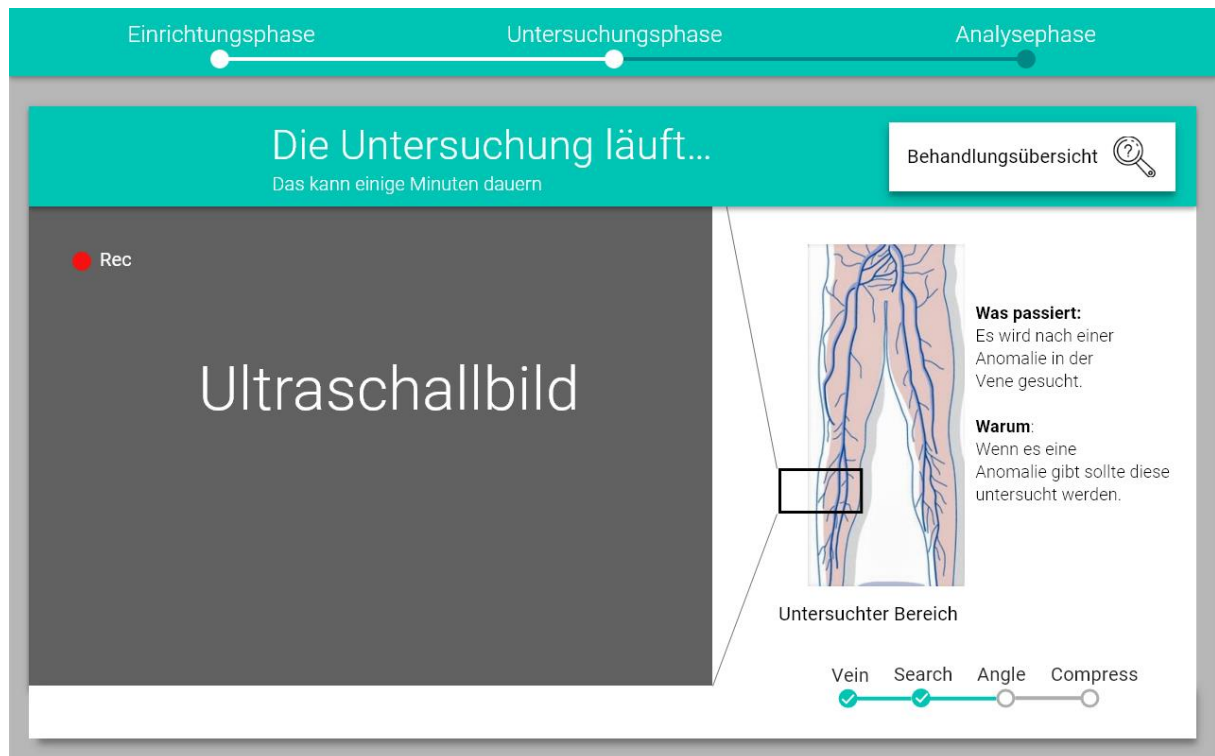 Einrichtungsphase
Untersuchungsphase
Analysephase
Die Untersuchung läuft...
Das kann einige Minuten dauern
Behandlungsübersicht
?
Rec
Ultraschallbild
Was passiert:
Es wird nach einer
Anomalie in der
Vene gesucht.
Warum:
Wenn es eine
Anomalie gibt sollte diese
untersucht werden.
Untersuchter Bereich
Vein
Search
Angle
Compress